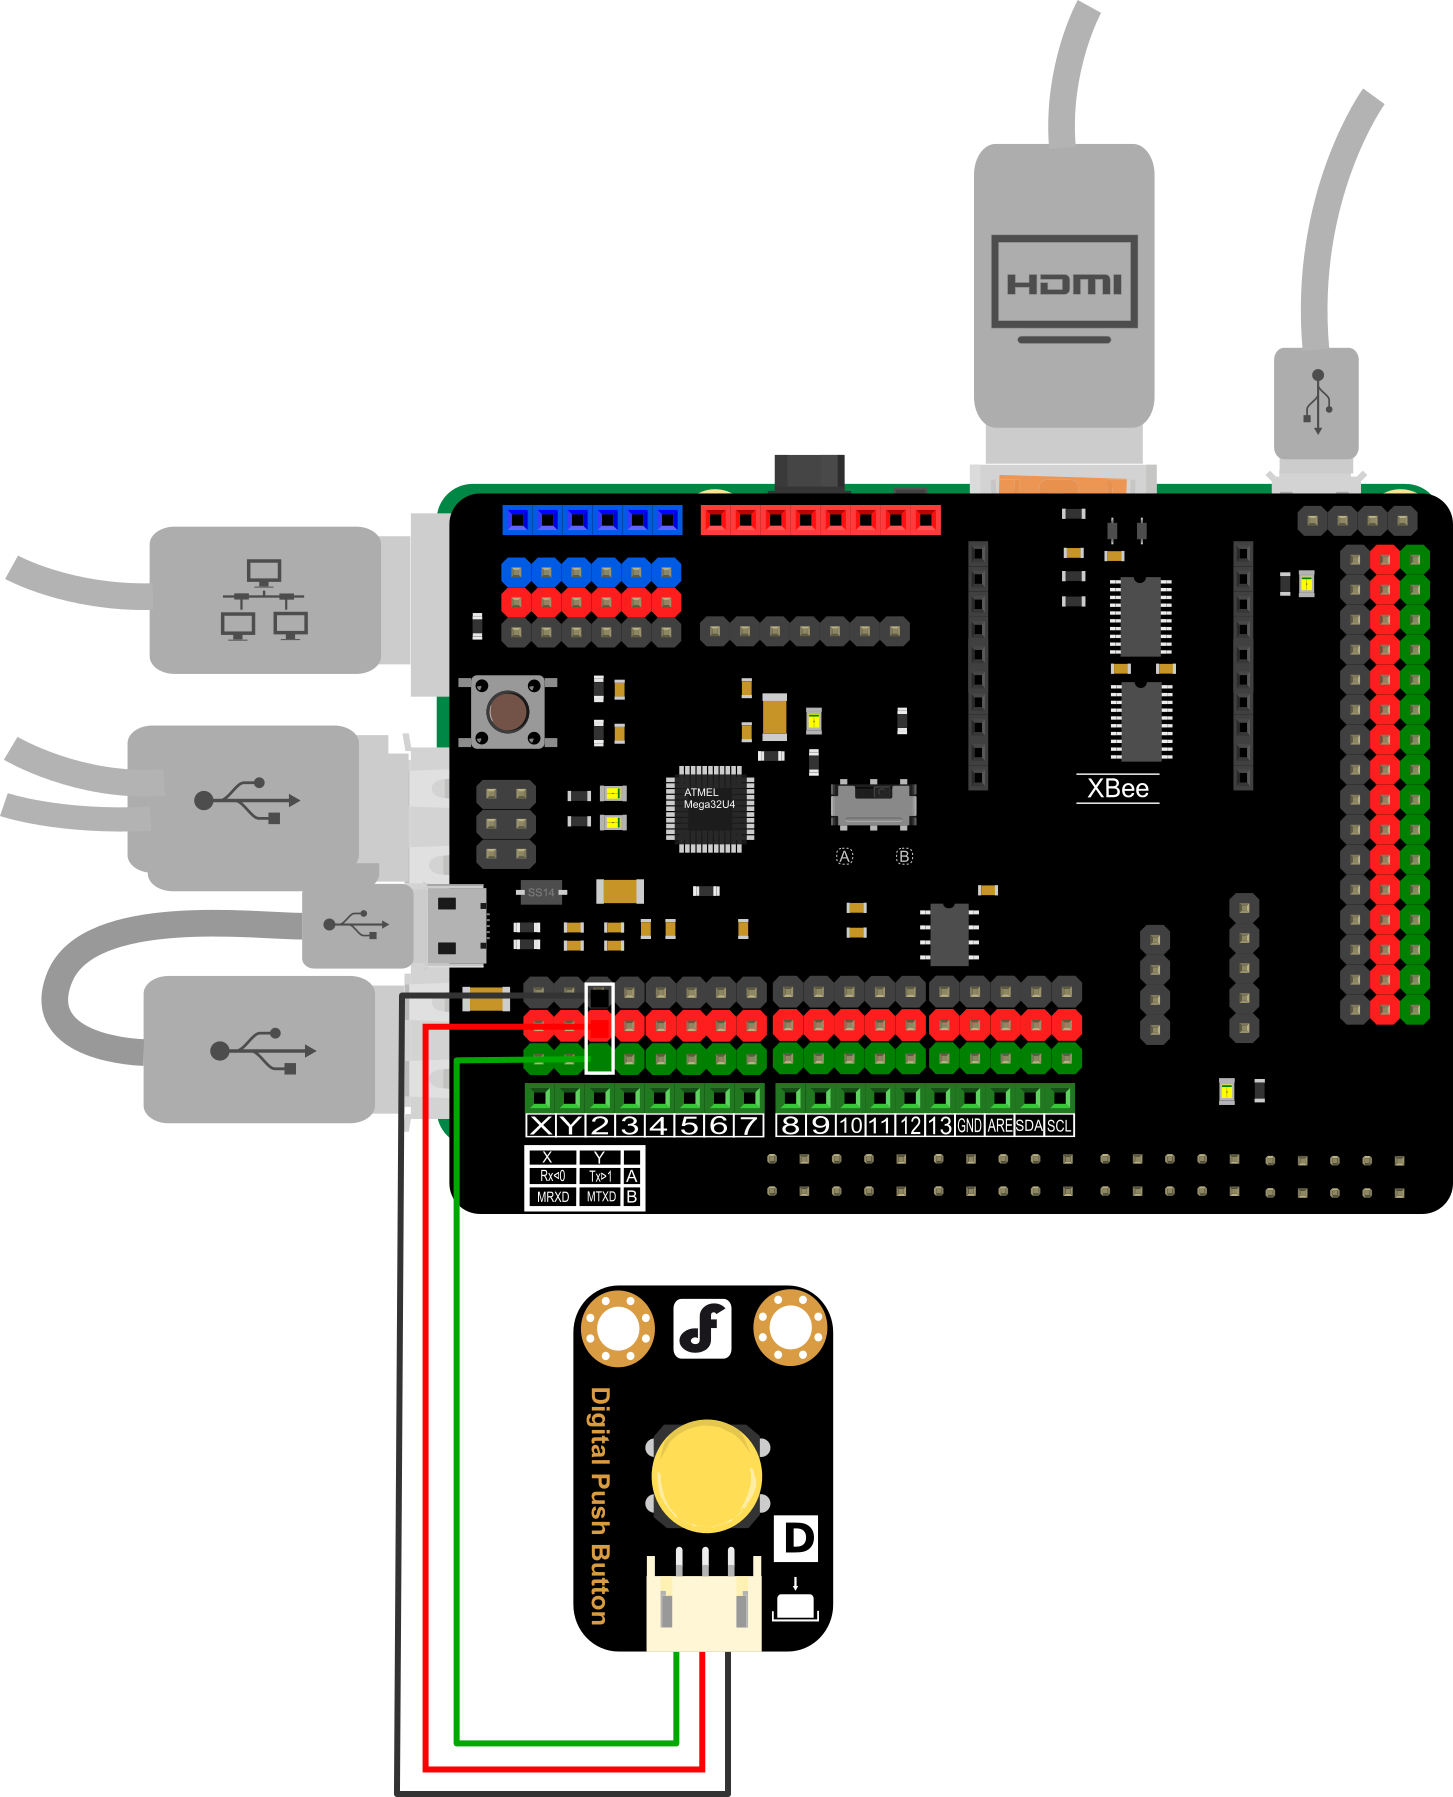 HDMI
ATMEL
Mega32U4
XBee
A B
SS14
X Y 2 3 4 5 6 7 8 9 10 11 12 13 GND ARE SDA SCL
X Y
Rx◁0 Tx▷1 A
MRXD MTXD B
Digital Push Button
D